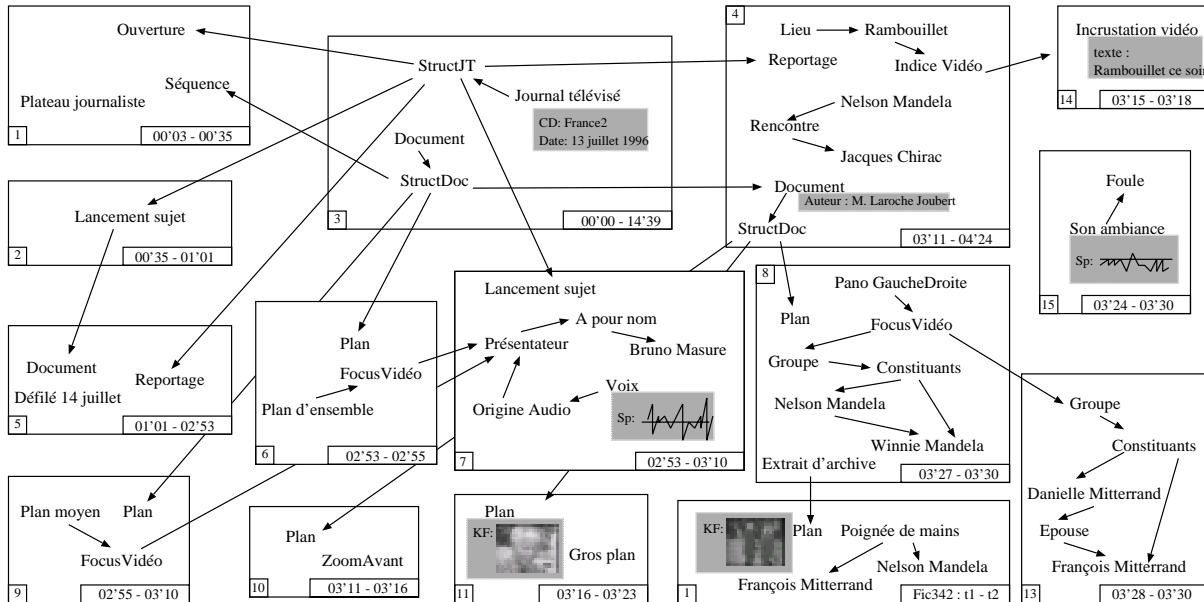 Ouverture
Séquence
Plateau journaliste
1
00’03 - 00’35
StructJT
Journal télévisé
CD: France2
Date: 13 juillet 1996
Document
StructDoc
3
00’00 - 14’39
4
Lieu
Rambouillet
Reportage
Indice Vidéo
Nelson Mandela
Rencontre
Jacques Chirac
Document
Auteur : M. Laroche Joubert
StructDoc
03’11 - 04’24
Incrustation vidéo
texte :
Rambouillet ce soir
14
03’15 - 03’18
Lancement sujet
2
00’35 - 01’01
Foule
Son ambiance
Sp:
15
03’24 - 03’30
Document
Reportage
Défilé 14 juillet
5
01’01 - 02’53
Plan
FocusVidéo
Plan d’ensemble
6
02’53 - 02’55
Lancement sujet
A pour nom
Présentateur
Bruno Masure
Voix
Origine Audio
Sp:
7
02’53 - 03’10
8
Pano GaucheDroite
Plan
FocusVidéo
Groupe
Constituants
Nelson Mandela
Winnie Mandela
Extrait d’archive
03’27 - 03’30
Groupe
Constituants
Danielle Mitterrand
Epouse
François Mitterrand
13
03’28 - 03’30
Plan moyen
Plan
FocusVidéo
9
02’55 - 03’10
Plan
ZoomAvant
10
03’11 - 03’16
Plan
KF:
Gros plan
11
03’16 - 03’23
KF:
Plan
Poignée de mains
Nelson Mandela
François Mitterrand
1
Fic342 : t1 - t2